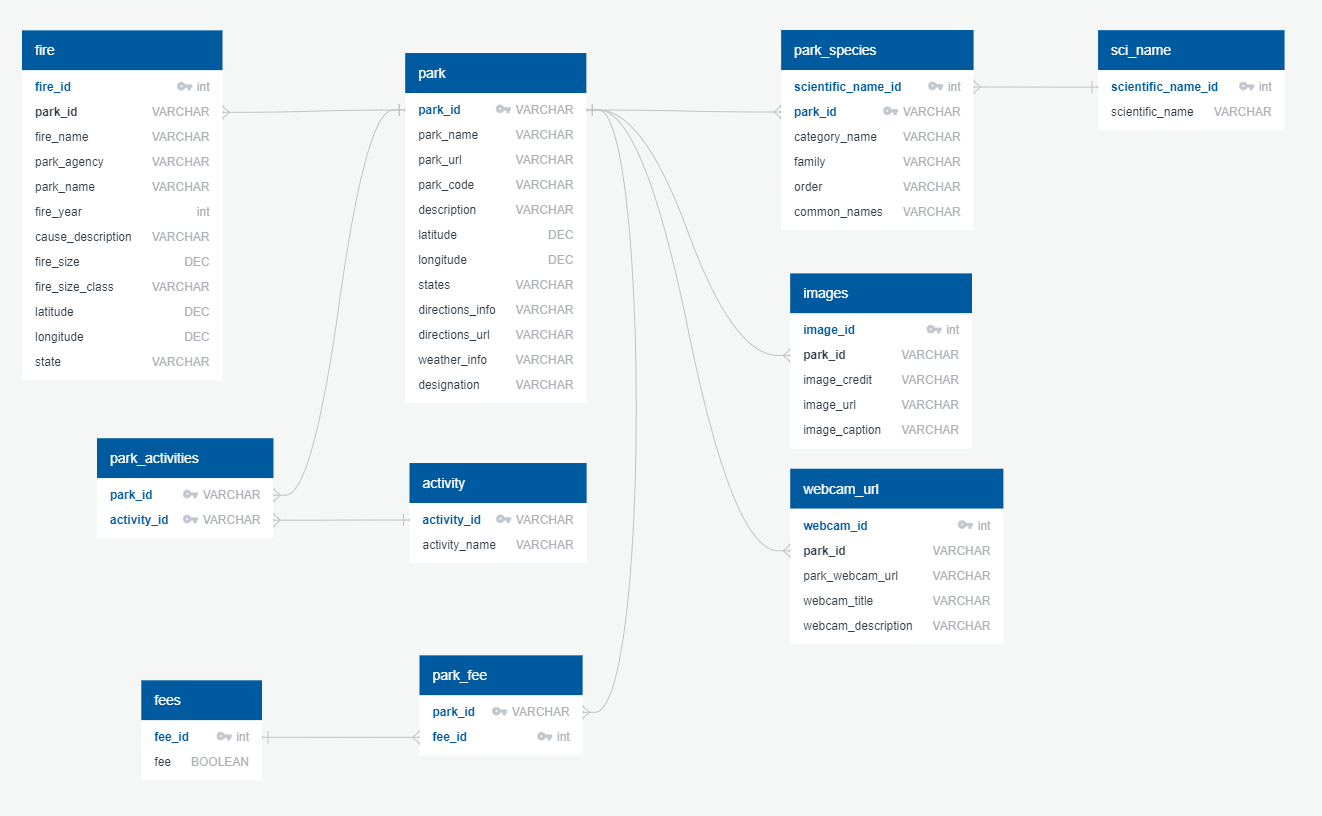 fire
fire_id int
park_id VARCHAR
fire_name VARCHAR
park_agency VARCHAR
park_name VARCHAR
fire_year int
cause_description VARCHAR
fire_size DEC
fire_size_class VARCHAR
latitude DEC
longitude DEC
state VARCHAR
park
park_id VARCHAR
park_name VARCHAR
park_url VARCHAR
park_code VARCHAR
description VARCHAR
latitude DEC
longitude DEC
states VARCHAR
directions_info VARCHAR
directions_url VARCHAR
weather_info VARCHAR
designation VARCHAR
park_species
scientific_name_id int
park_id VARCHAR
category_name VARCHAR
family VARCHAR
order VARCHAR
common_names VARCHAR
sci_name
scientific_name_id int
scientific_name VARCHAR
images
image_id int
park_id VARCHAR
image_credit VARCHAR
image_url VARCHAR
image_caption VARCHAR
park_activities
park_id VARCHAR
activity_id VARCHAR
activity
activity_id VARCHAR
activity_name VARCHAR
webcam_url
webcam_id int
park_id VARCHAR
park_webcam_url VARCHAR
webcam_title VARCHAR
webcam_description VARCHAR
fees
fee_id int
fee BOOLEAN
park_fee
park_id VARCHAR
fee_id int